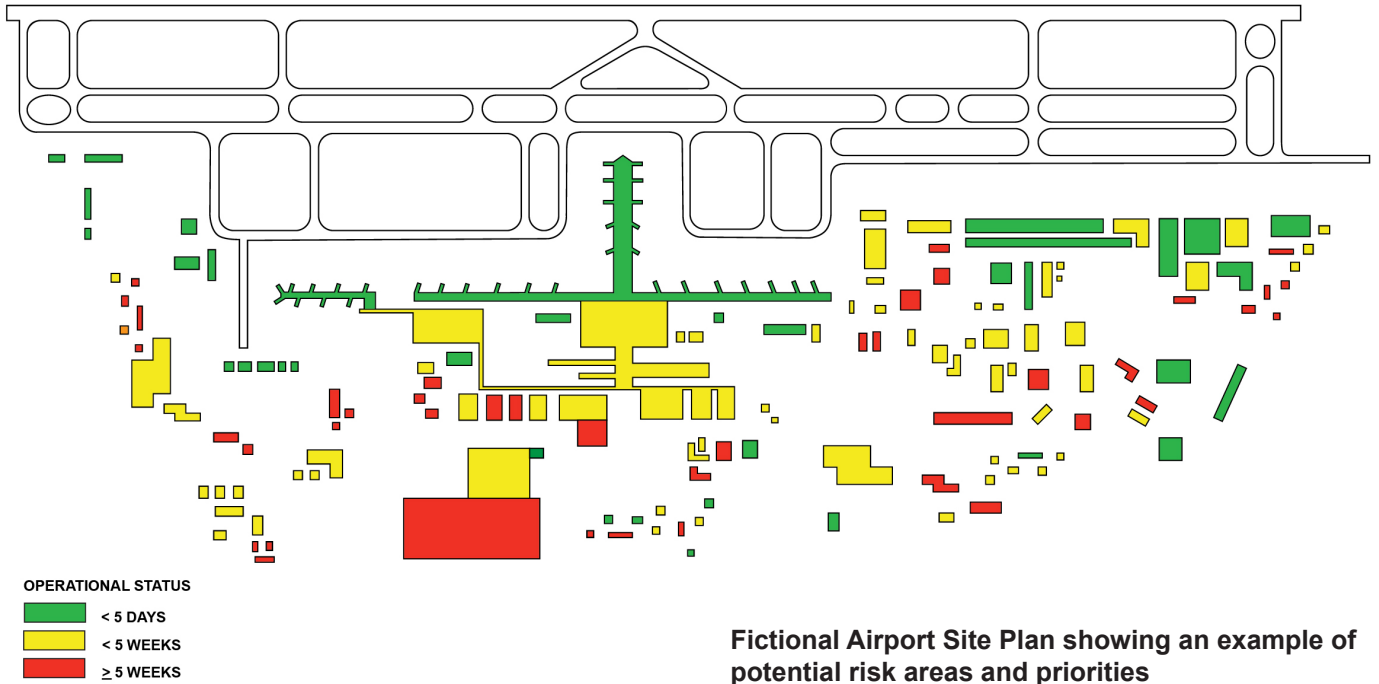 OPERATIONAL STATUS
< 5 DAYS
< 5 WEEKS
≥ 5 WEEKS
Fictional Airport Site Plan showing an example of
potential risk areas and priorities